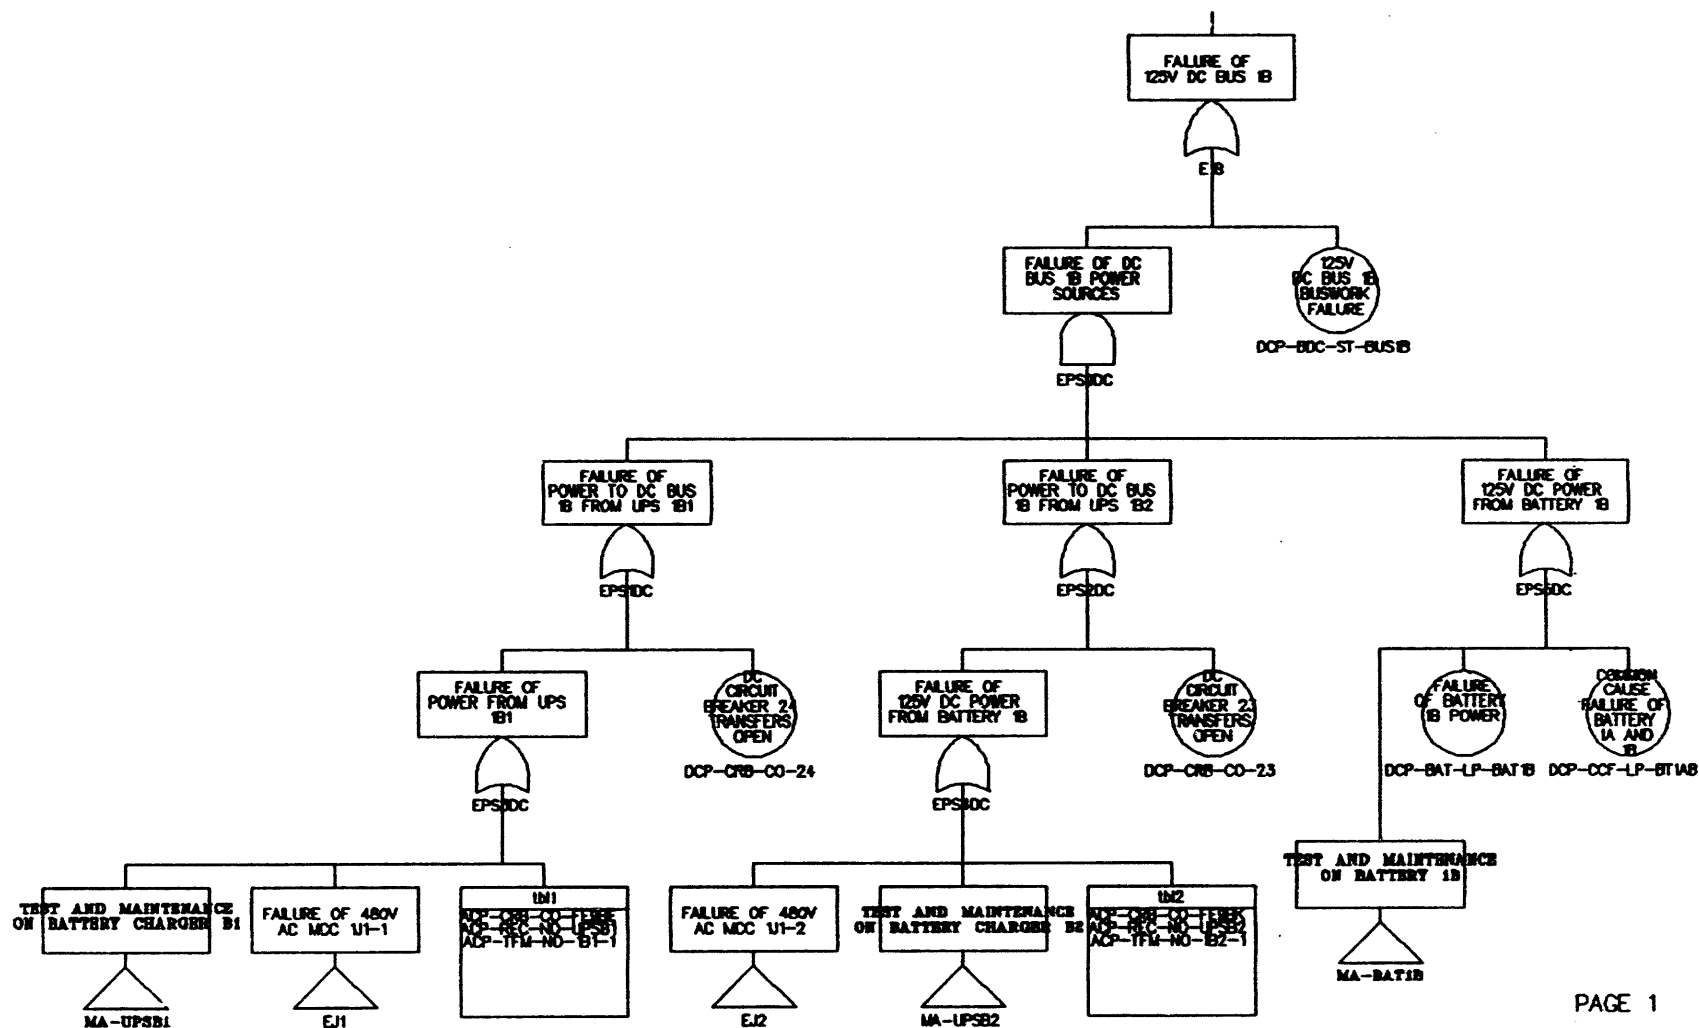 FAILURE OF
125V DC BUS 1B
FAILURE OF DC
BUS 1B POWER
SOURCES
125V
DC BUS 1B
BUSWORK
FAILURE
DCP-BDC-ST-BUS1B
FAILURE OF
POWER TO DC BUS
1B FROM UPS 1B1
FAILURE OF
POWER TO DC BUS
1B FROM UPS 1B2
FAILURE OF
125V DC POWER
FROM BATTERY 1B
EPS1DC
EPS2DC
FAILURE OF
POWER FROM UPS
1B1
DC
CIRCUIT
BREAKER 24
TRANSFERS
OPEN
DCP-CRB-CO-24
FAILURE OF
125V DC POWER
FROM BATTERY 1B
DC
CIRCUIT
BREAKER 23
TRANSFERS
OPEN
DCP-CRB-CO-23
FAILURE
OF BATTERY
1B POWER
DCP-BAT-LP-BAT1B
COMMON
CAUSE
FAILURE OF
BATTERY
1A AND
1B
DCP-CCF-LP-BT1AB
TEST AND MAINTENANCE
ON BATTERY CHARGER B1
MA-UPSB1
FAILURE OF 480V
AC MCC 1J1-1
EJ1
tbl1
ACP-REC-NO-UPSB1
ACP-TFM-NO-1B1-1
FAILURE OF 480V
AC MCC 1J1-2
EJ2
TEST AND MAINTENANCE
ON BATTERY CHARGER B2
MA-UPSB2
tbl2
ACP-REC-NO-UPSB2
ACP-TFM-NO-1B2-1
TEST AND MAINTENANCE
ON BATTERY 1B
MA-BAT1B
PAGE 1